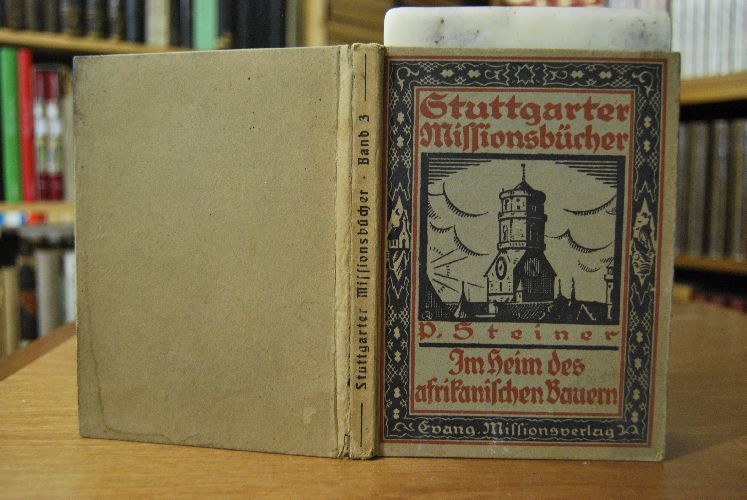 Stuttgarter Miſſionsbücher · Band 3
Stuttgarter
Miſſionsbücher
P. Steiner
Im Heim des
afrikaniſchen Bauern
Evang. Miſſionsverlag